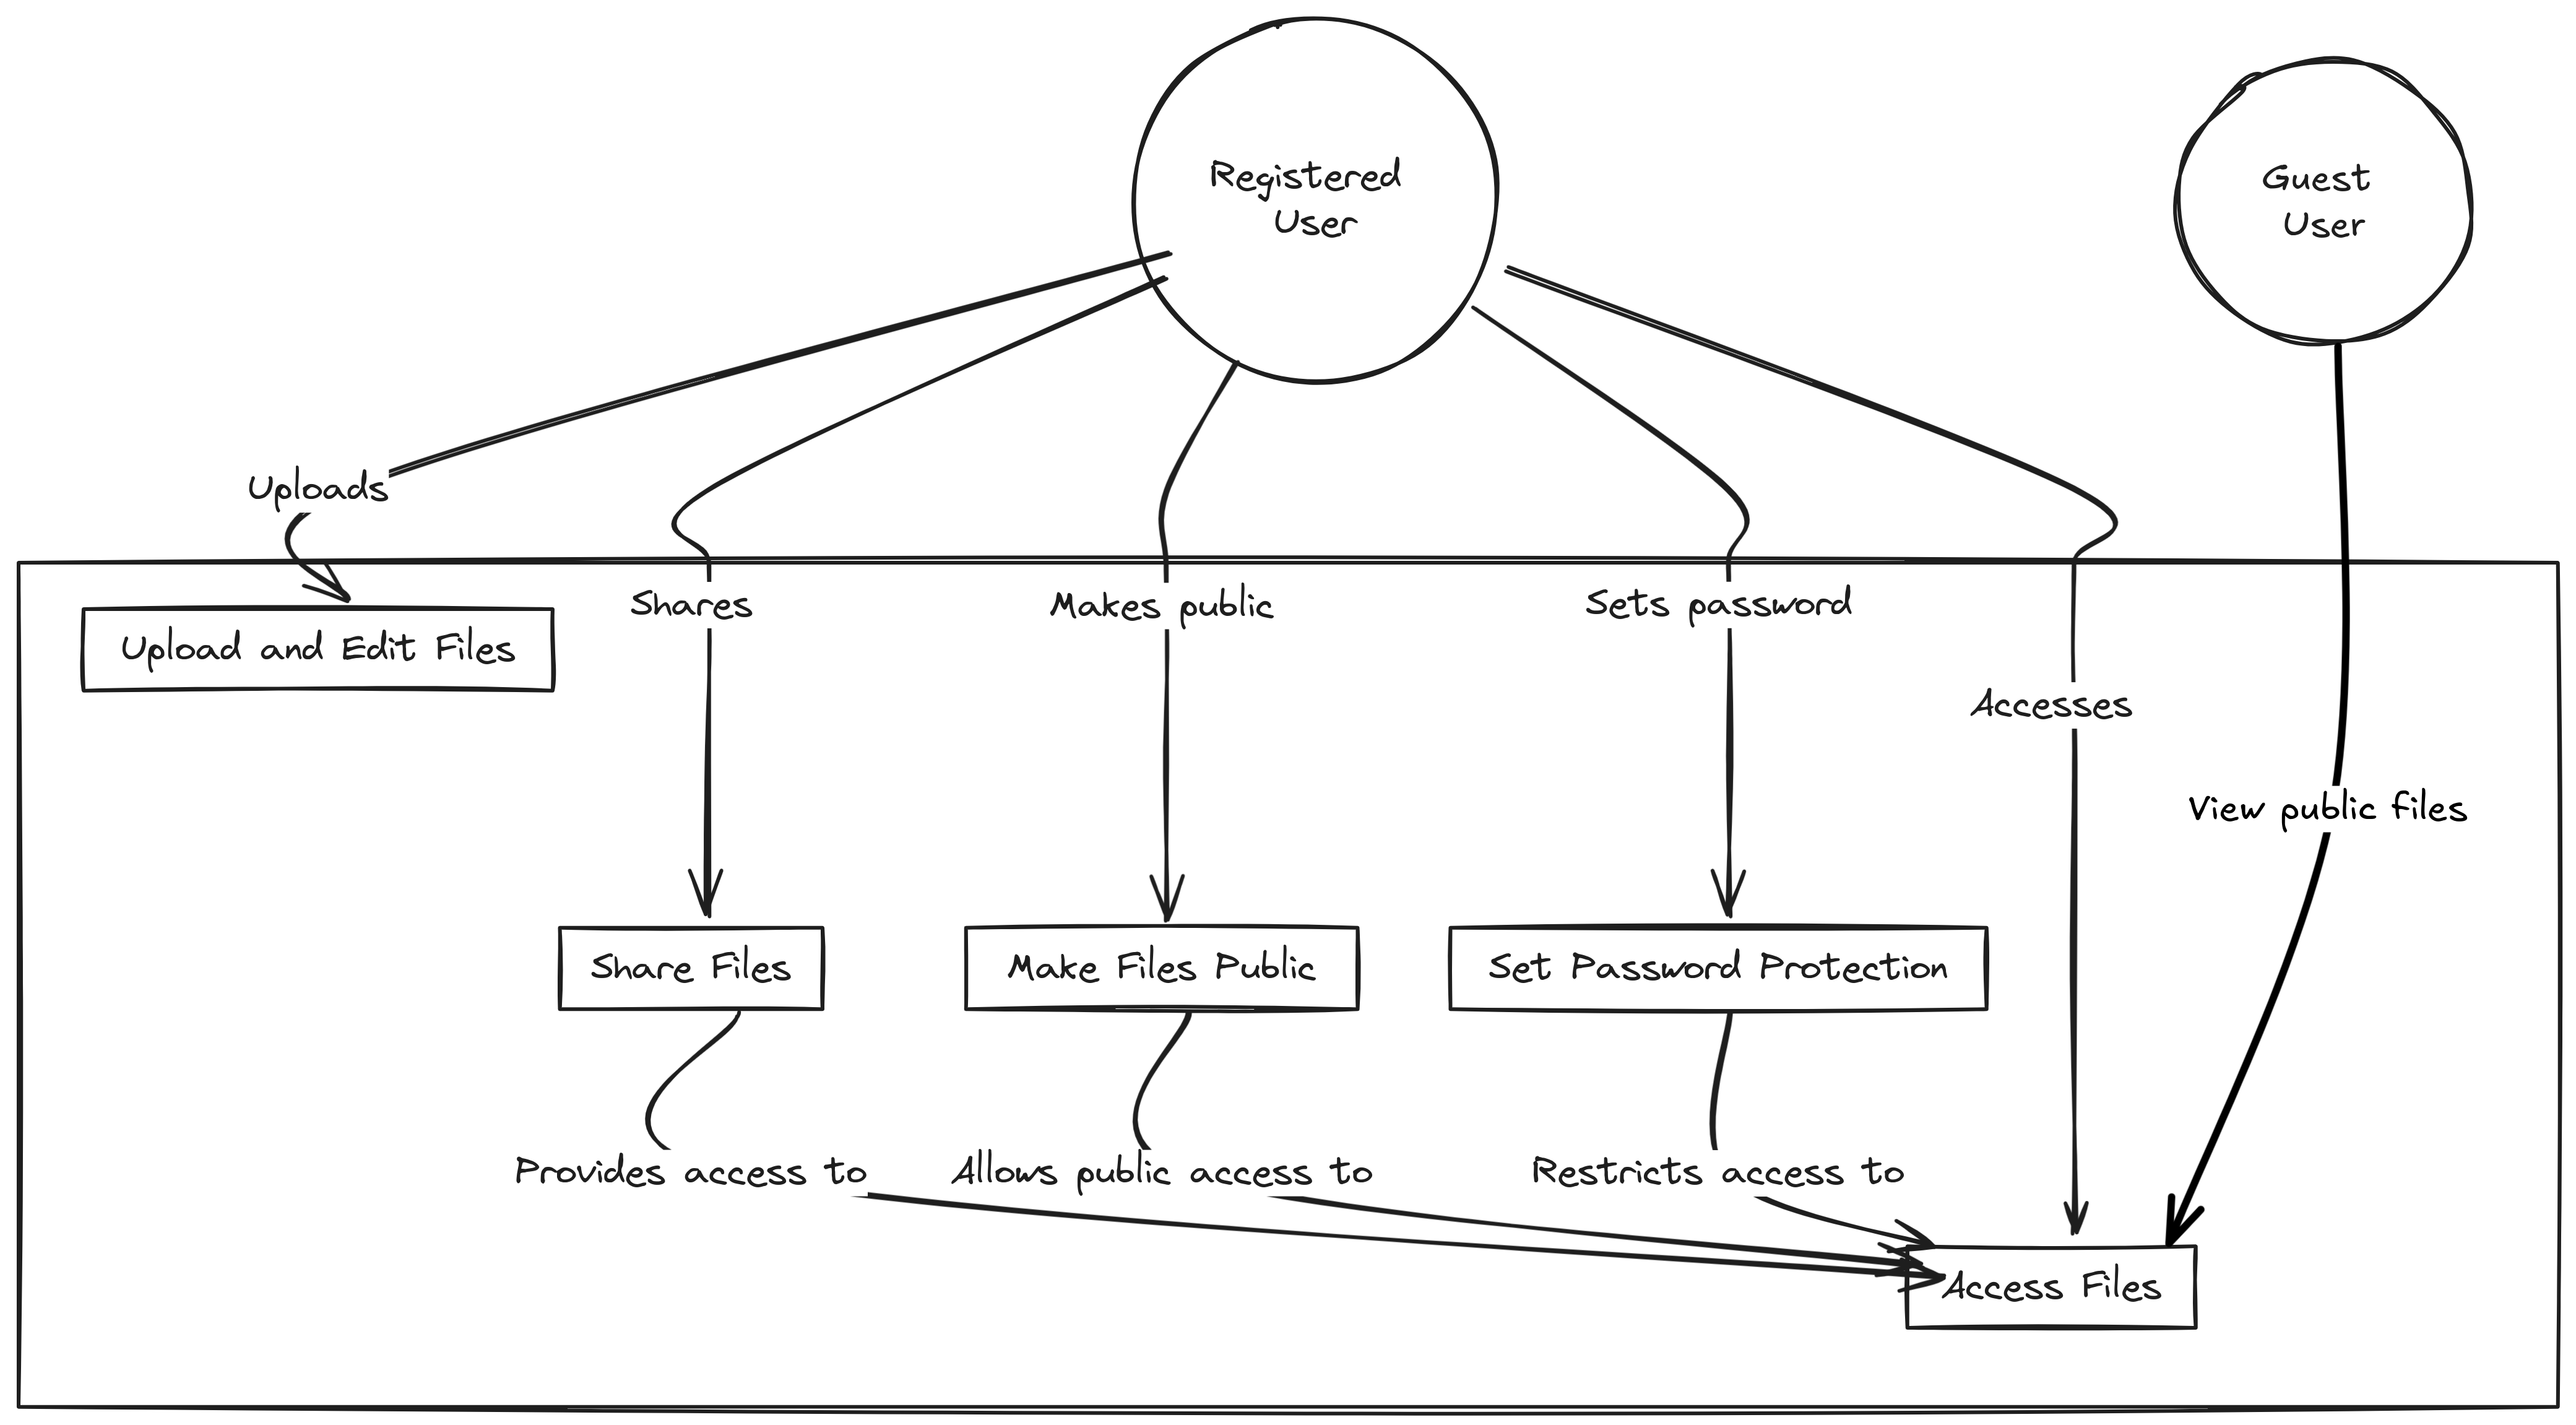 Registered
User
Guest
User
Uploads
Shares
Makes public
Sets password
Upload and Edit Files
Accesses
View public files
Share Files
Make Files Public
Set Password Protection
Provides access to
Allows public access to
Restricts access to
Access Files